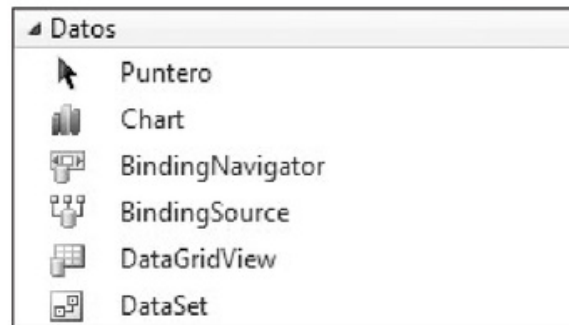 Datos
Puntero
Chart
BindingNavigator
BindingSource
DataGridView
DataSet